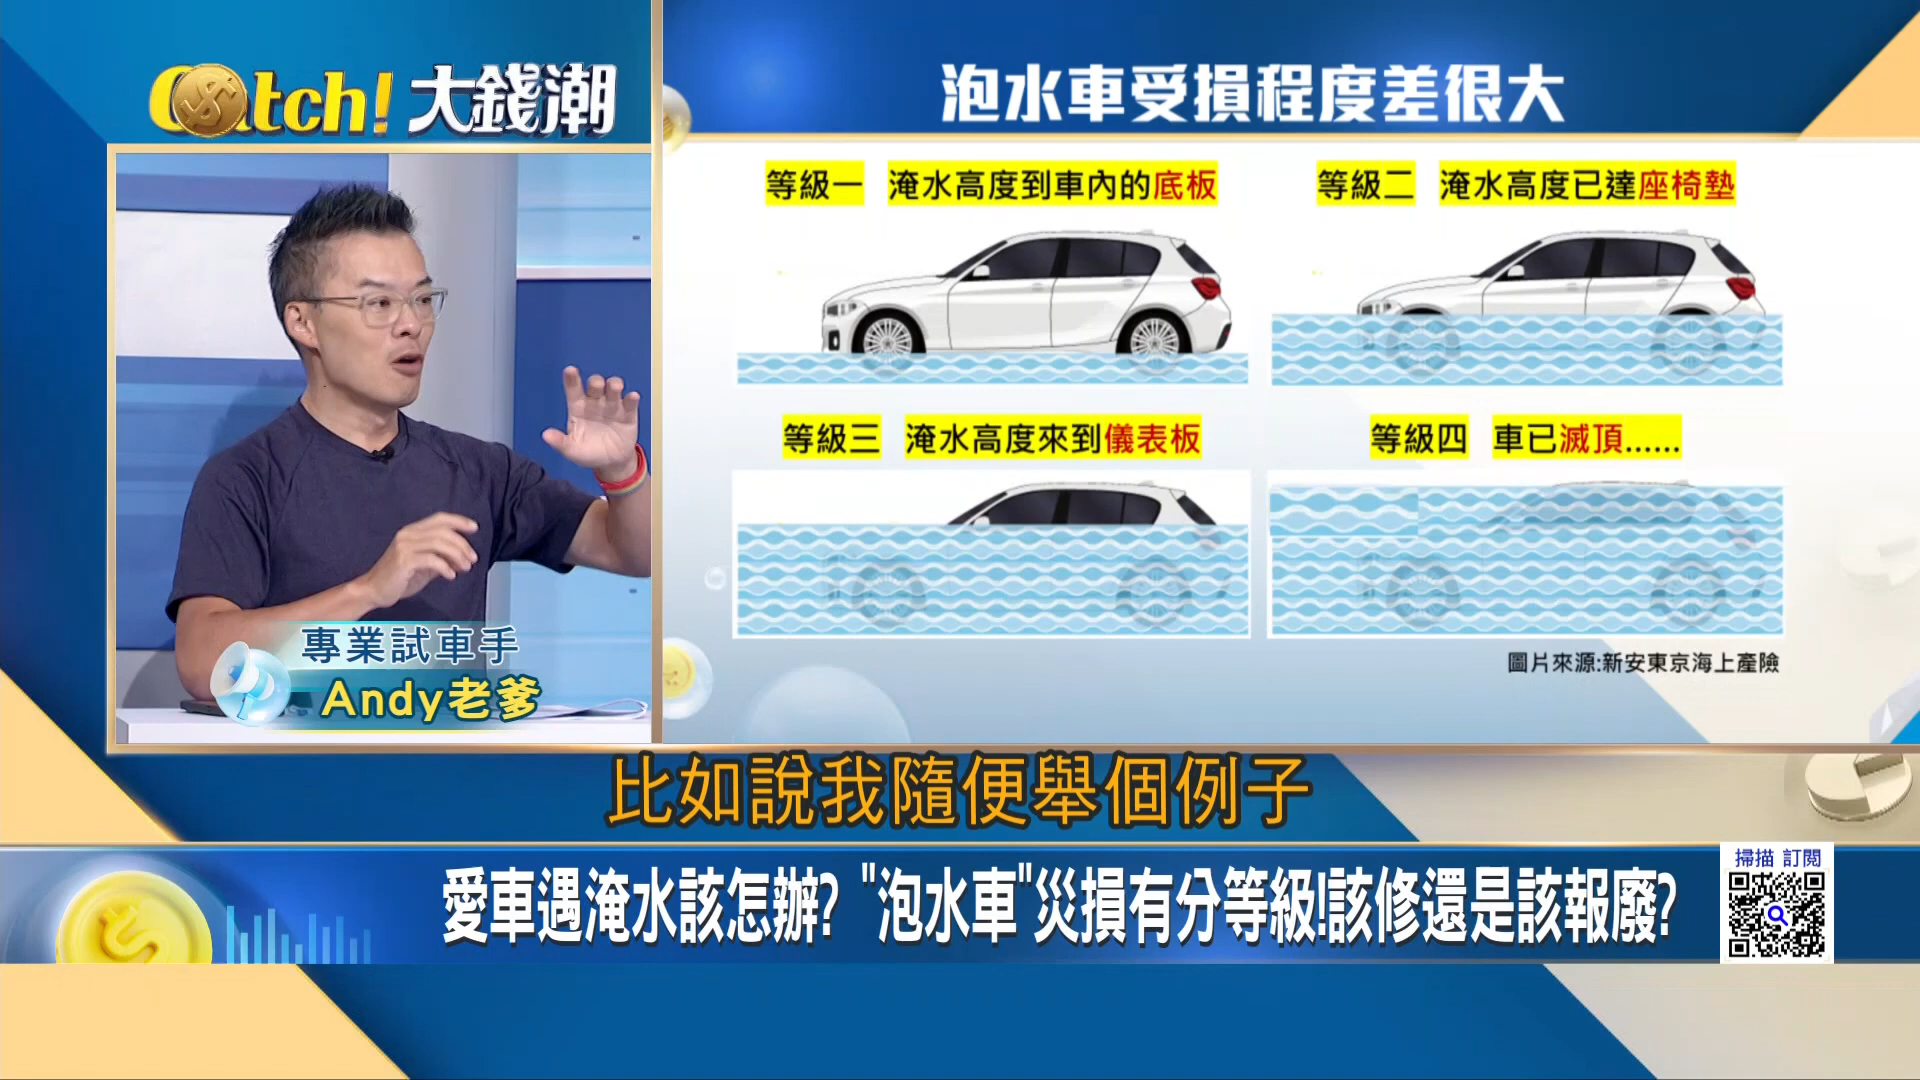 Catch! 大錢潮
泡水車受損程度差很大
等級一 淹水高度到車內的底板
等級二 淹水高度已達座椅墊
等級三 淹水高度來到儀表板
等級四 車已滅頂......
圖片來源:新安東京海上產險
專業試車手
Andy老爹
比如說我隨便舉個例子
愛車遇淹水該怎辦? "泡水車"災損有分等級!該修還是該報廢?
掃描 訂閱